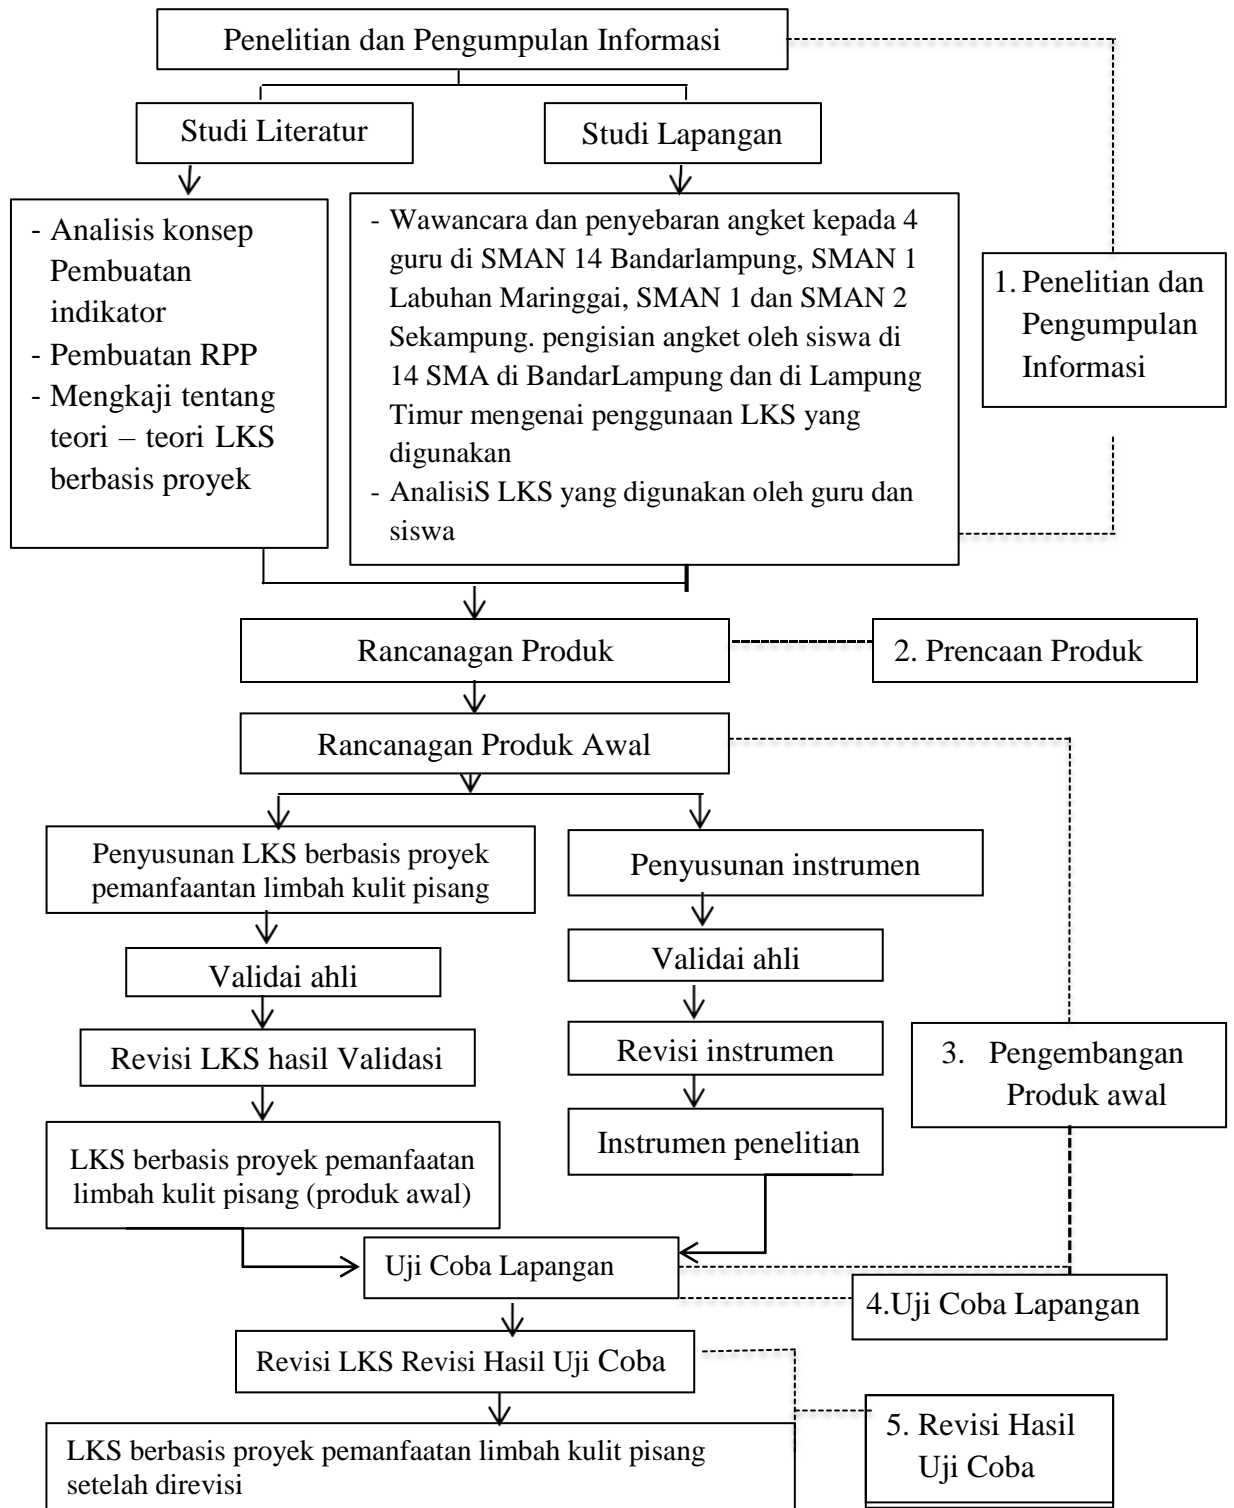 Penelitian dan Pengumpulan Informasi
Studi Literatur
Studi Lapangan
- Analisis konsep
Pembuatan
indikator
- Pembuatan RPP
- Mengkaji tentang
teori – teori LKS
berbasis proyek
- Wawancara dan penyebaran angket kepada 4
guru di SMAN 14 Bandarlampung, SMAN 1
Labuhan Maringgai, SMAN 1 dan SMAN 2
Sekampung. pengisian angket oleh siswa di
14 SMA di BandarLampung dan di Lampung
Timur mengenai penggunaan LKS yang
digunakan
- AnalisiS LKS yang digunakan oleh guru dan
siswa
1. Penelitian dan
Pengumpulan
Informasi
Rancanagan Produk
2. Prencaan Produk
Rancanagan Produk Awal
Penyusunan LKS berbasis proyek
pemanfaantan limbah kulit pisang
Penyusunan instrumen
Validai ahli
Validai ahli
Revisi LKS hasil Validasi
Revisi instrumen
3. Pengembangan
Produk awal
LKS berbasis proyek pemanfaatan
limbah kulit pisang (produk awal)
Instrumen penelitian
Uji Coba Lapangan
4.Uji Coba Lapangan
Revisi LKS Revisi Hasil Uji Coba
5. Revisi Hasil
Uji Coba
LKS berbasis proyek pemanfaatan limbah kulit pisang
setelah direvisi